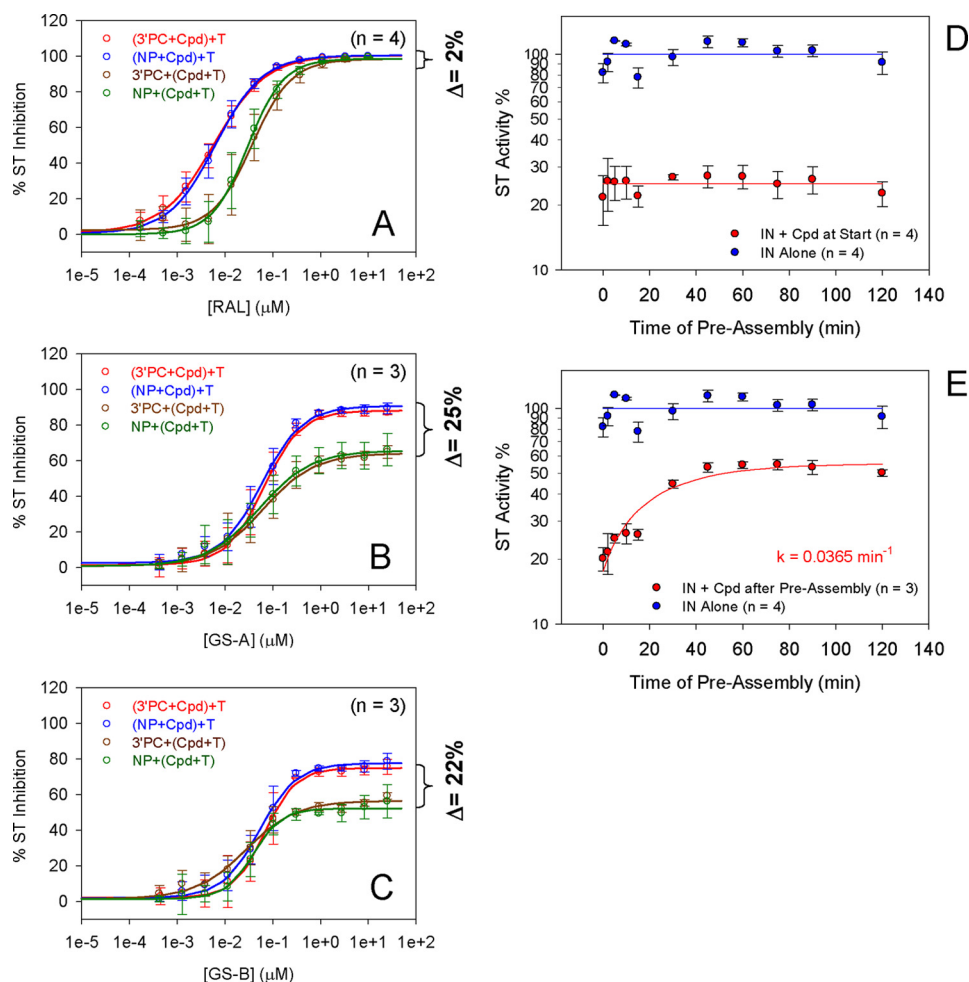 120
100
80
60
40
20
0
% ST Inhibition
(3'PC+Cpd)+T
(NP+Cpd)+T
3'PC+(Cpd+T)
NP+(Cpd+T)
(n = 4)
Δ= 2%
A
1e-5 1e-4 1e-3 1e-2 1e-1 1e+0 1e+1 1e+2
[RAL] (μM)
120
100
80
60
40
20
0
% ST Inhibition
(3'PC+Cpd)+T
(NP+Cpd)+T
3'PC+(Cpd+T)
NP+(Cpd+T)
(n = 3)
Δ= 25%
B
1e-5 1e-4 1e-3 1e-2 1e-1 1e+0 1e+1 1e+2
[GS-A] (μM)
120
100
80
60
40
20
0
% ST Inhibition
(3'PC+Cpd)+T
(NP+Cpd)+T
3'PC+(Cpd+T)
NP+(Cpd+T)
(n = 3)
Δ= 22%
C
1e-5 1e-4 1e-3 1e-2 1e-1 1e+0 1e+1 1e+2
[GS-B] (μM)
D
100
90
80
70
60
50
40
30
20
10
ST Activity %
IN + Cpd at Start (n = 4)
IN Alone (n = 4)
0 20 40 60 80 100 120 140
Time of Pre-Assembly (min)
E
100
90
80
70
60
50
40
30
20
10
ST Activity %
k = 0.0365 min-1
IN + Cpd after Pre-Assembly (n = 3)
IN Alone (n = 4)
0 20 40 60 80 100 120 140
Time of Pre-Assembly (min)